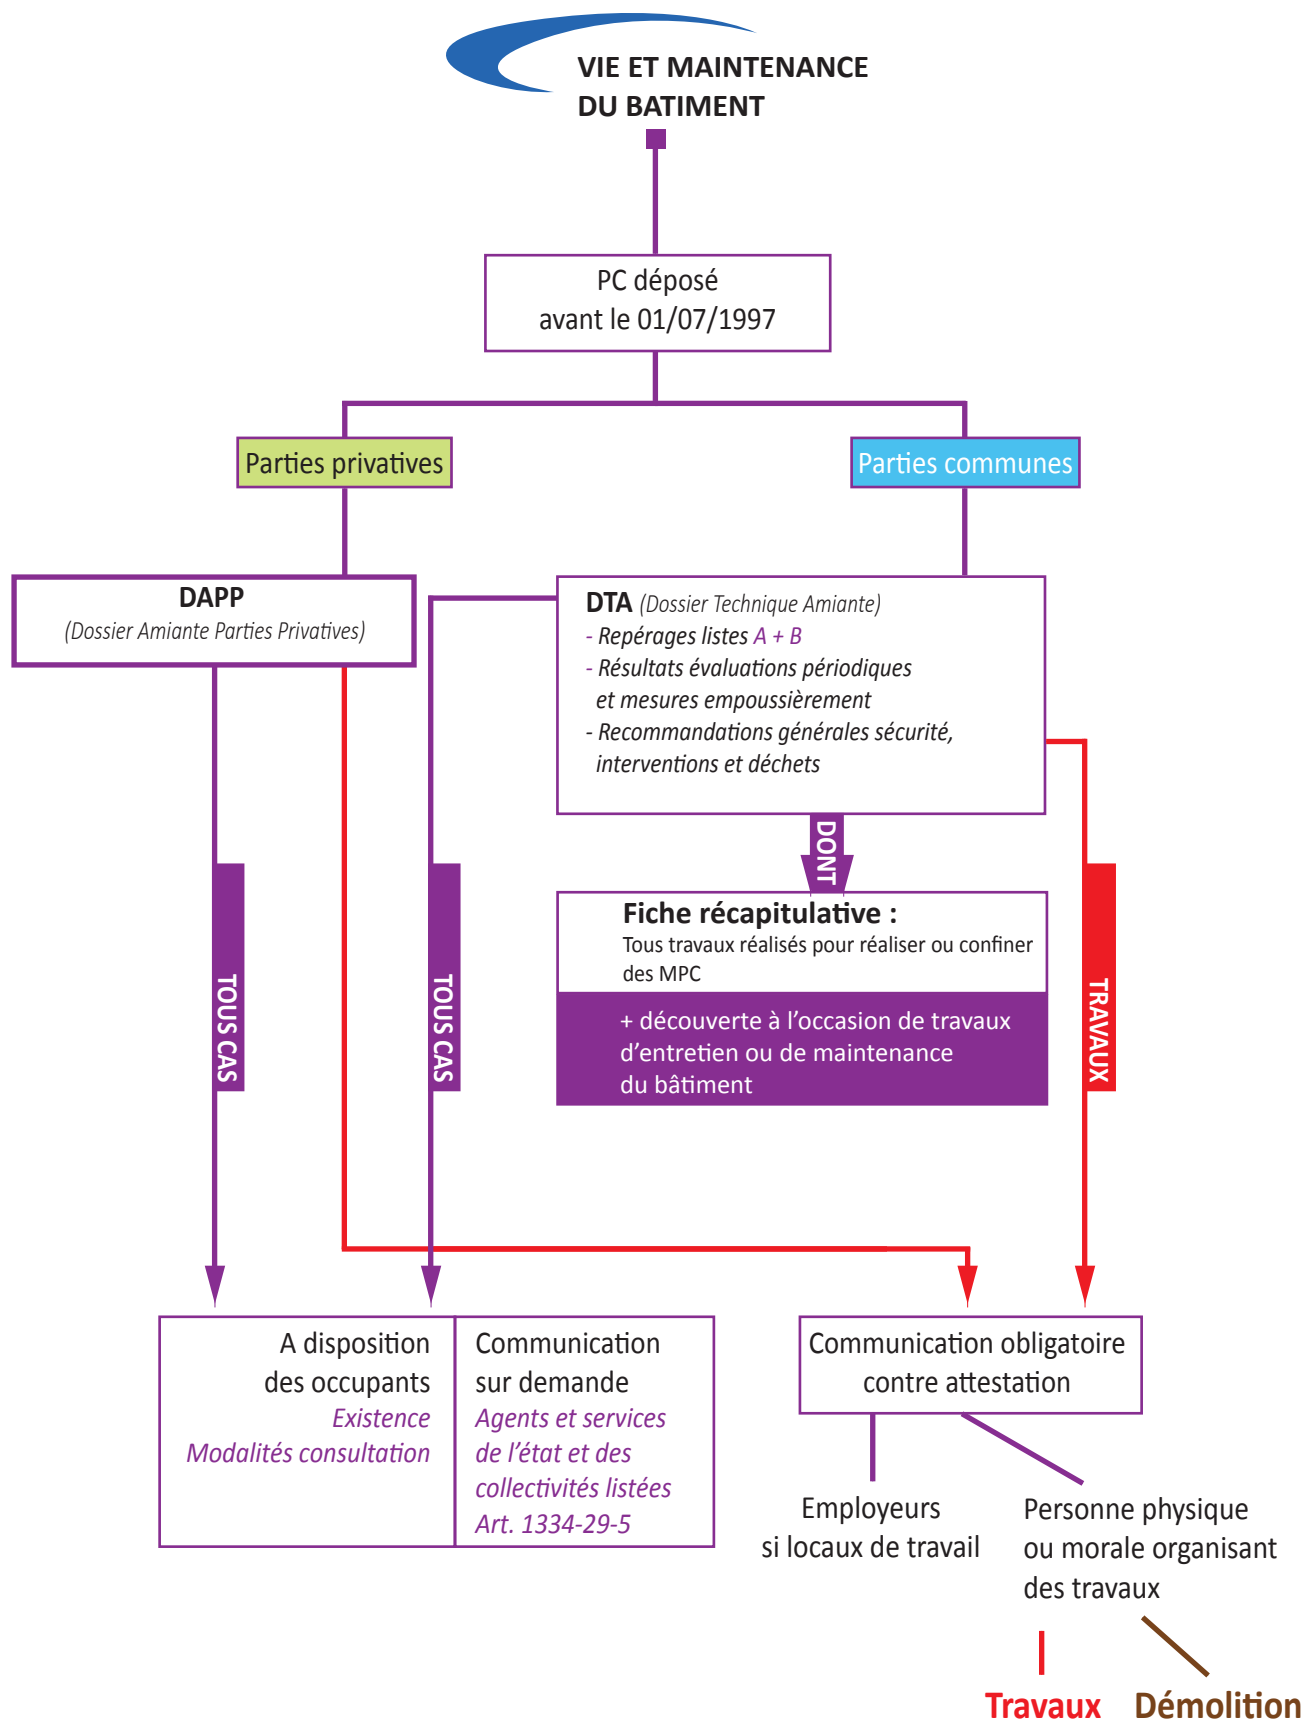 VIE ET MAINTENANCE
DU BATIMENT
PC déposé
avant le 01/07/1997
Parties privatives
Parties communes
DAPP
(Dossier Amiante Parties Privatives)
DTA (Dossier Technique Amiante)
- Repérages listes A + B
- Résultats évaluations périodiques
et mesures empoussièrement
- Recommandations générales sécurité,
interventions et déchets
DONT
Fiche récapitulative :
Tous travaux réalisés pour réaliser ou confiner
des MPC
+ découverte à l’occasion de travaux
d’entretien ou de maintenance
du bâtiment
TOUS CAS
TOUS CAS
TRAVAUX
A disposition
des occupants
Existence
Modalités consultation
Communication
sur demande
Agents et services
de l’état et des
collectivités listées
Art. 1334-29-5
Communication obligatoire
contre attestation
Employeurs
si locaux de travail
Personne physique
ou morale organisant
des travaux
Travaux
Démolition